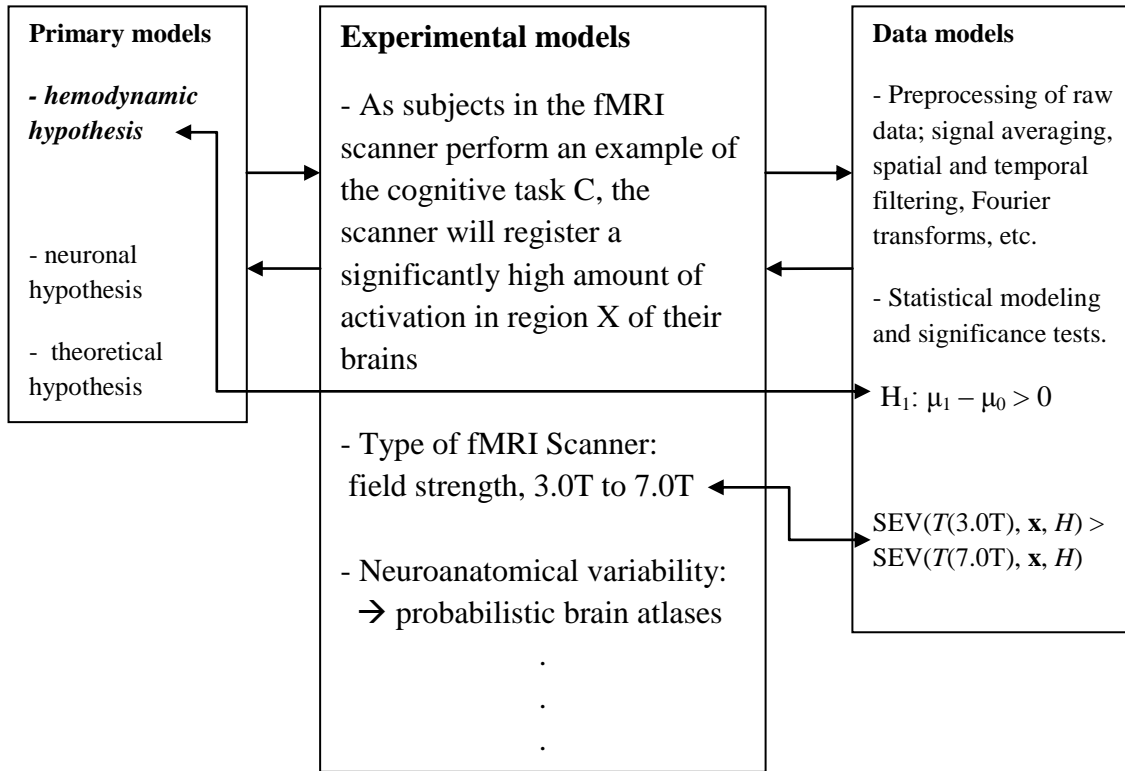 Primary models
- hemodynamic
hypothesis
- neuronal
hypothesis
- theoretical
hypothesis
Experimental models
- As subjects in the fMRI
scanner perform an example of
the cognitive task C, the
scanner will register a
significantly high amount of
activation in region X of their
brains
- Type of fMRI Scanner:
field strength, 3.0T to 7.0T
- Neuroanatomical variability:
→ probabilistic brain atlases
.
.
.
Data models
- Preprocessing of raw
data; signal averaging,
spatial and temporal
filtering, Fourier
transforms, etc.
- Statistical modeling
and significance tests.
H₁: μ₁ – μ₀ > 0
SEV(T(3.0T), x, H) >
SEV(T(7.0T), x, H)